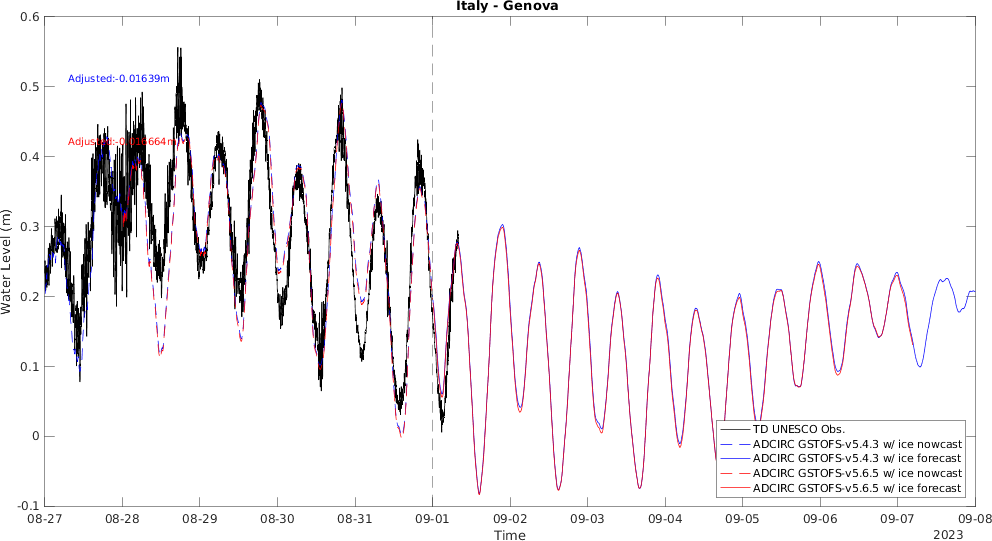 Italy - Genova
Water Level (m)
0.6
0.5
0.4
0.3
0.2
0.1
0
-0.1
Adjusted:-0.01639m
Adjusted:-0.016664m
TD UNESCO Obs.
ADCIRC GSTOFS-v5.4.3 w/ ice nowcast
ADCIRC GSTOFS-v5.4.3 w/ ice forecast
ADCIRC GSTOFS-v5.6.5 w/ ice nowcast
ADCIRC GSTOFS-v5.6.5 w/ ice forecast
08-27 08-28 08-29 08-30 08-31 09-01 09-02 09-03 09-04 09-05 09-06 09-07 09-08
Time
2023